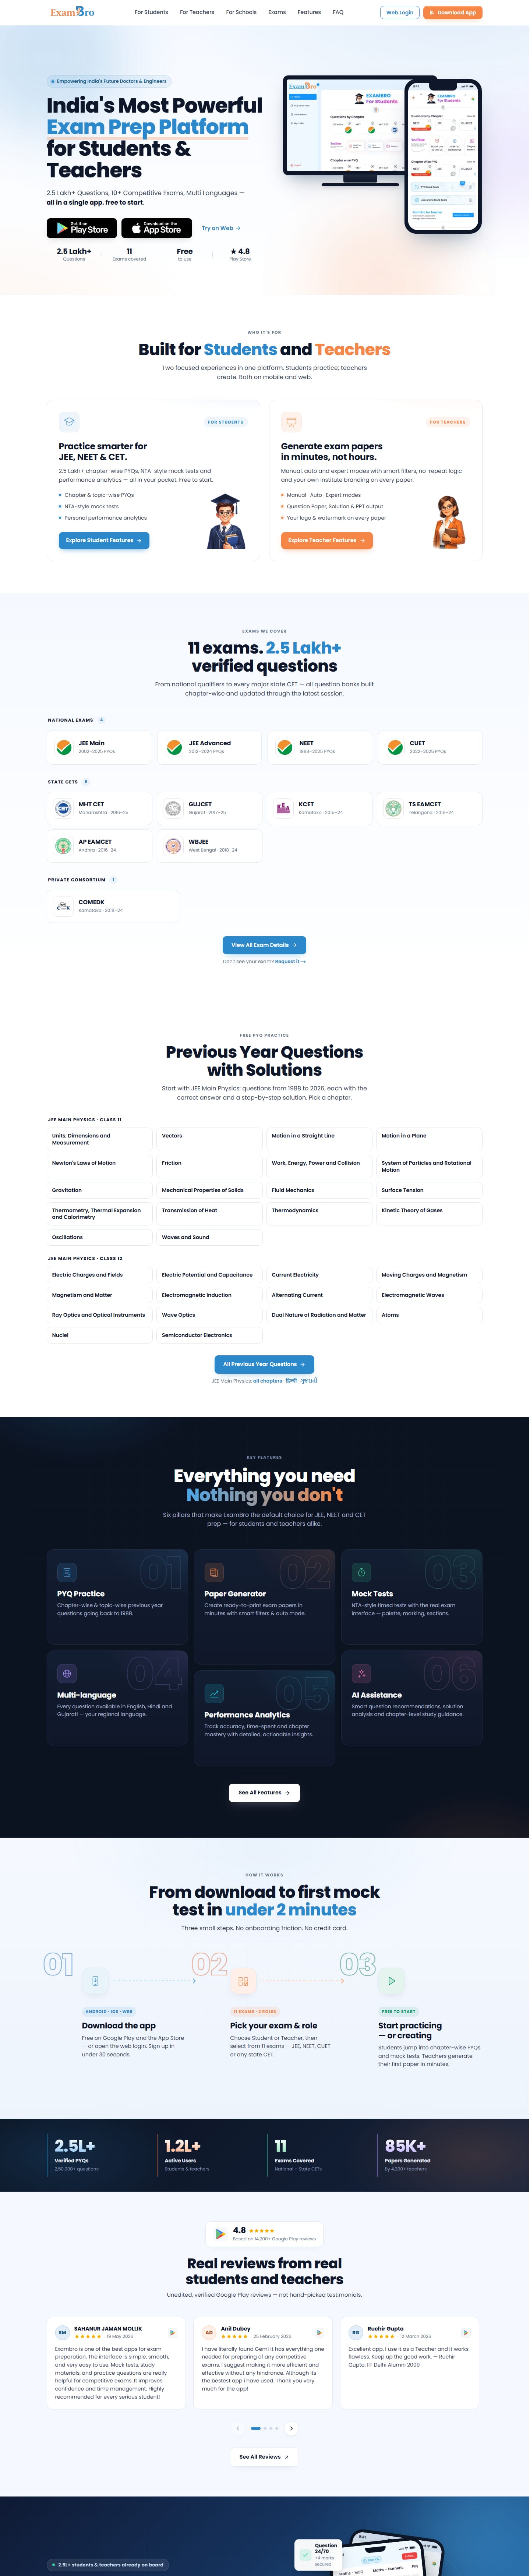 ExamBro
For Students
For Teachers
For Schools
Exams
Features
FAQ
Web Login
Download App
Empowering India's Future Doctors & Engineers
India's Most Powerful
Exam Prep Platform
for Students &
Teachers
2.5 Lakh+ Questions, 10+ Competitive Exams, Multi Languages —
all in a single app, free to start.
Get it on
Play Store
Download on the
App Store
Try on Web →
2.5 Lakh+
Questions
11
Exams covered
Free
to use
★ 4.8
Play Store
EXAMBRO
For Students
Questions by Chapter
EXAMBRO
For Students
Questions by Chapter
WHO IT'S FOR
Built for Students and Teachers
Two focused experiences in one platform. Students practice; teachers
create. Both on mobile and web.
FOR STUDENTS
Practice smarter for
JEE, NEET & CET.
2.5 Lakh+ chapter-wise PYQs, NTA-style mock tests and
performance analytics — all in your pocket. Free to start.
Chapter & topic-wise PYQs
NTA-style mock tests
Personal performance analytics
Explore Student Features →
FOR TEACHERS
Generate exam papers
in minutes, not hours.
Manual, auto and expert modes with smart filters, no-repeat logic
and your own institute branding on every paper.
Manual · Auto · Expert modes
Question Paper, Solution & PPT output
Your logo & watermark on every paper
Explore Teacher Features →
EXAMS WE COVER
11 exams. 2.5 Lakh+
verified questions
From national qualifiers to every major state CET — all question banks built
chapter-wise and updated through the latest session.
NATIONAL EXAMS 4
JEE Main
2002–2025 PYQs
JEE Advanced
2012–2024 PYQs
NEET
1988–2025 PYQs
CUET
2022–2025 PYQs
STATE CETS 6
MHT CET
Maharashtra · 2016–25
GUJCET
Gujarat · 2017–25
KCET
Karnataka · 2015–24
TS EAMCET
Telangana · 2018–24
AP EAMCET
Andhra · 2018–24
WBJEE
West Bengal · 2018–24
PRIVATE CONSORTIUM 1
COMEDK
Karnataka · 2018–24
View All Exam Details →
Don't see your exam? Request it →
FREE PYQ PRACTICE
Previous Year Questions
with Solutions
Start with JEE Main Physics: questions from 1988 to 2026, each with the
correct answer and a step-by-step solution. Pick a chapter.
JEE MAIN PHYSICS · CLASS 11
Units, Dimensions and
Measurement
Vectors
Motion in a Straight Line
Motion in a Plane
Newton's Laws of Motion
Friction
Work, Energy, Power and Collision
System of Particles and Rotational
Motion
Gravitation
Mechanical Properties of Solids
Fluid Mechanics
Surface Tension
Thermometry, Thermal Expansion
and Calorimetry
Transmission of Heat
Thermodynamics
Kinetic Theory of Gases
Oscillations
Waves and Sound
JEE MAIN PHYSICS · CLASS 12
Electric Charges and Fields
Electric Potential and Capacitance
Current Electricity
Moving Charges and Magnetism
Magnetism and Matter
Electromagnetic Induction
Alternating Current
Electromagnetic Waves
Ray Optics and Optical Instruments
Wave Optics
Dual Nature of Radiation and Matter
Atoms
Nuclei
Semiconductor Electronics
All Previous Year Questions →
JEE Main Physics: all chapters हिन्दी ગુજરાતી
KEY FEATURES
Everything you need
Nothing you don't
Six pillars that make ExamBro the default choice for JEE, NEET and CET
prep — for students and teachers alike.
01
PYQ Practice
Chapter-wise & topic-wise previous year
questions going back to 1988.
02
Paper Generator
Create ready-to-print exam papers in
minutes with smart filters & auto mode.
03
Mock Tests
NTA-style timed tests with the real exam
interface — palette, marking, sections.
04
Multi-language
Every question available in English, Hindi and
Gujarati — your regional language.
05
Performance Analytics
Track accuracy, time-spent and chapter
mastery with detailed, actionable insights.
06
AI Assistance
Smart question recommendations, solution
analysis and chapter-level study guidance.
See All Features →
HOW IT WORKS
From download to first mock
test in under 2 minutes
Three small steps. No onboarding friction. No credit card.
01
ANDROID · IOS · WEB
Download the app
Free on Google Play and the App Store
— or open the web login. Sign up in
under 30 seconds.
02
11 EXAMS · 2 ROLES
Pick your exam & role
Choose Student or Teacher, then
select from 11 exams — JEE, NEET, CUET
or any state CET.
03
FREE TO START
Start practicing
— or creating
Students jump into chapter-wise PYQs
and mock tests. Teachers generate
their first paper in minutes.
2.5L+
Verified PYQs
2,50,000+ questions
1.2L+
Active Users
Students & teachers
11
Exams Covered
National + State CETs
85K+
Papers Generated
By 4,200+ teachers
4.8 ★★★★★
Based on 14,200+ Google Play reviews
Real reviews from real
students and teachers
Unedited, verified Google Play reviews — not hand-picked testimonials.
SM
SAHANUR JAMAN MOLLIK
★★★★★ 19 May 2026
Exambro is one of the best apps for exam
preparation. The interface is simple, smooth,
and very easy to use. Mock tests, study
materials, and practice questions are really
helpful for competitive exams. It improves
confidence and time management. Highly
recommended for every serious student!
AD
Anil Dubey
★★★★★ 25 February 2026
I have literally found Gem!! It has everything one
needed for preparing of any competitive
exams. I suggest making it more efficient and
effective without any hindrance. Although its
the bestest app I have used. Thank you very
much for the app!
RG
Ruchir Gupta
★★★★★ 12 March 2026
Excellent app. I use it as a Teacher and it works
flawless. Keep up the good work. — Ruchir
Gupta, IIT Delhi Alumni 2009
See All Reviews ↗
2.5L+ students & teachers already on board
Question
24/70
Maths - MCQ
Maths - Numeric